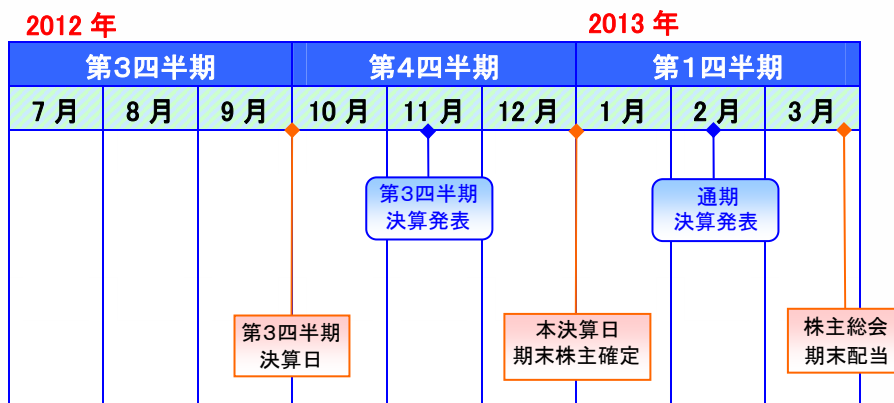 2012 年
2013 年
第3四半期
第4四半期
第1四半期
7 月
8 月
9 月
10 月
11 月
12 月
1 月
2 月
3 月
第3四半期
決算発表
通期
決算発表
第3四半期
決算日
本決算日
期末株主確定
株主総会
期末配当